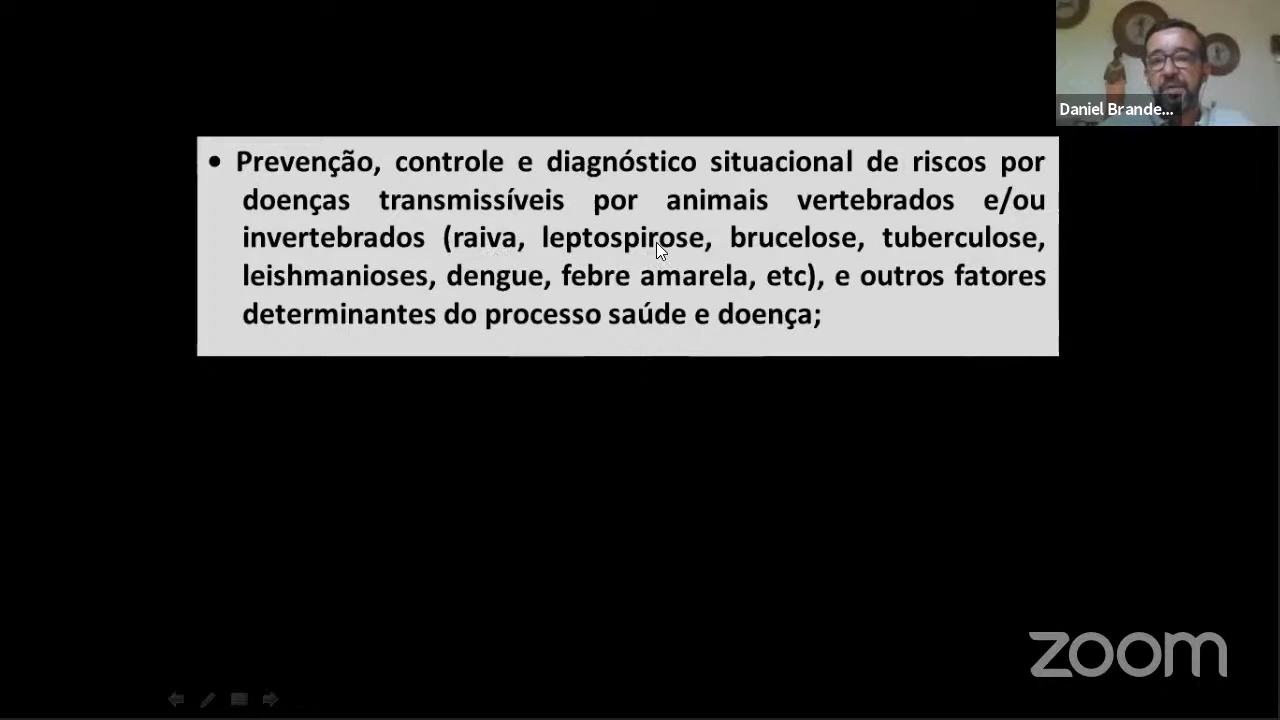 Daniel Brande...
• Prevenção, controle e diagnóstico situacional de riscos por
doenças transmissíveis por animais vertebrados e/ou
invertebrados (raiva, leptospirose, brucelose, tuberculose,
leishmanioses, dengue, febre amarela, etc), e outros fatores
determinantes do processo saúde e doença;
zoom